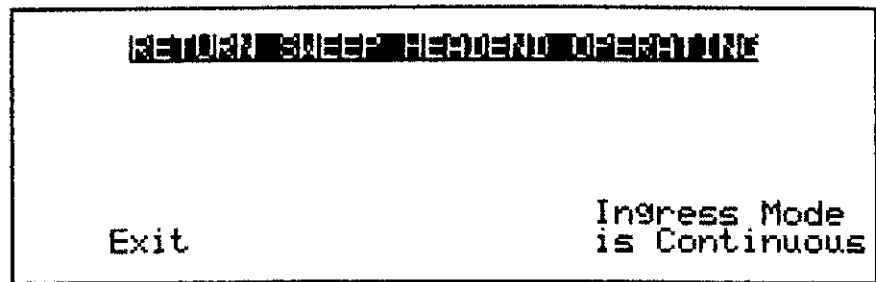 RETURN SWEEP HEADEND OPERATING
Ingress Mode
Exit is Continuous